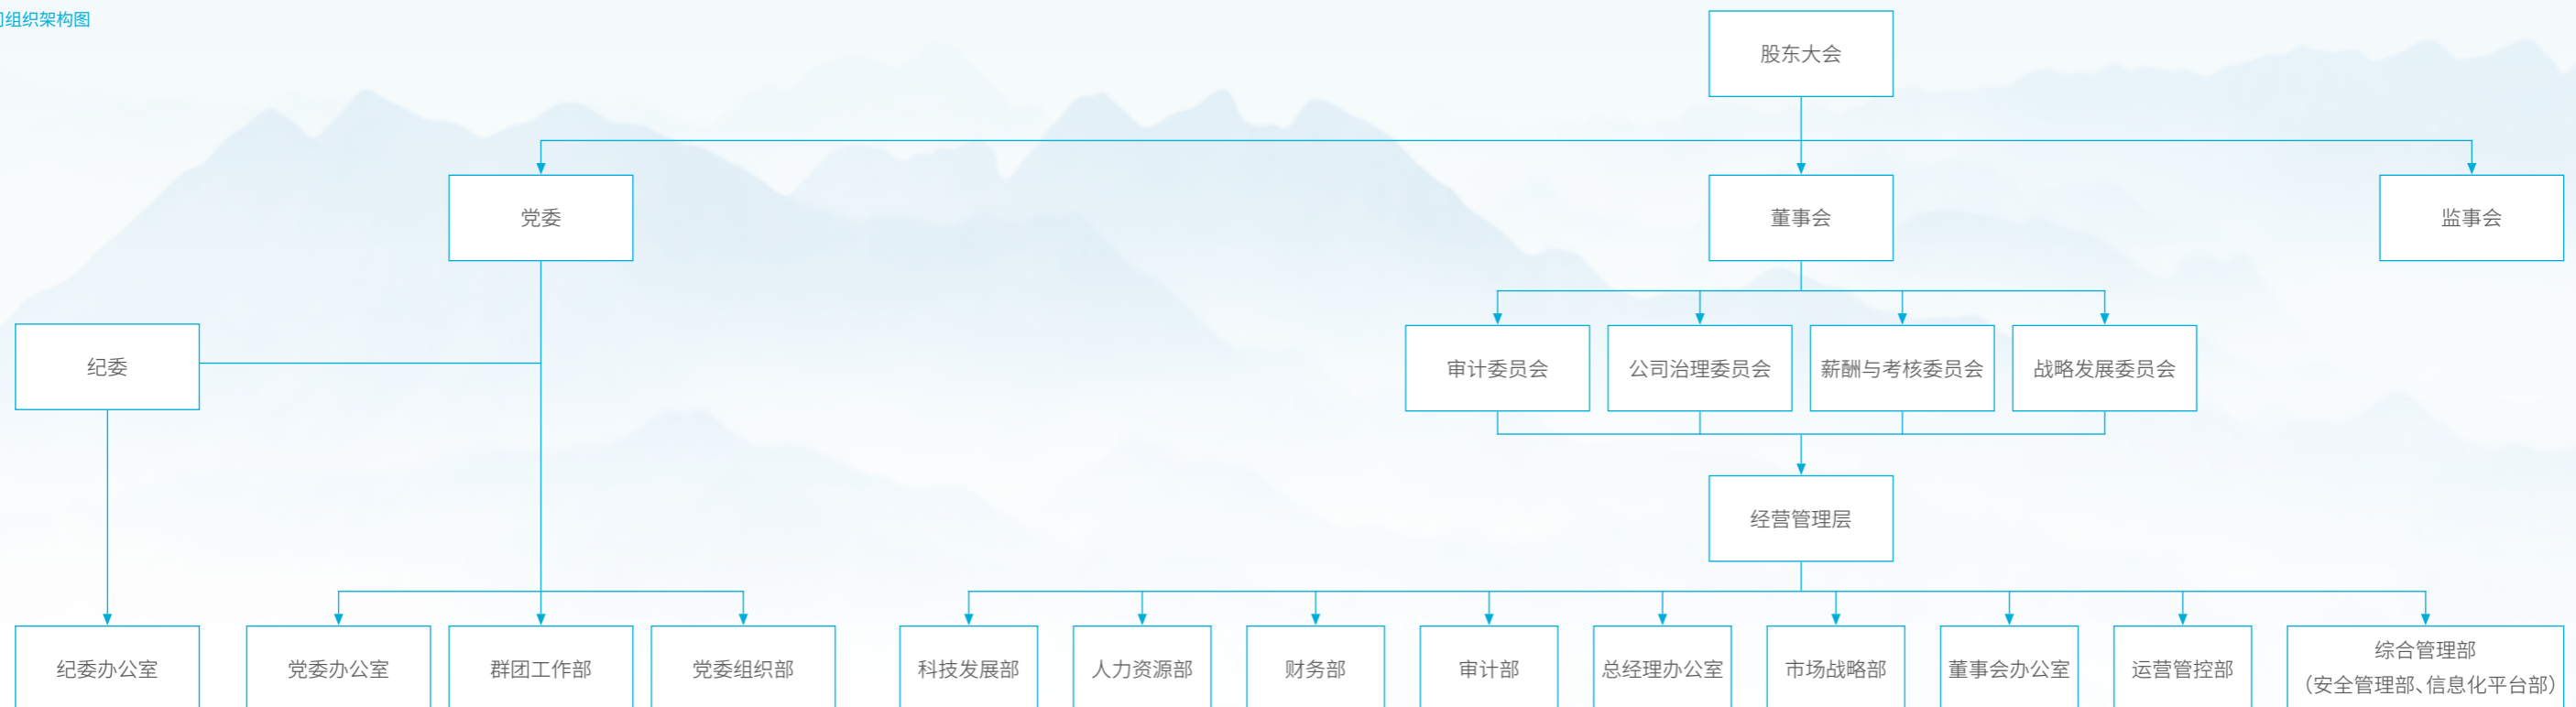 司组织架构图
股东大会
党委
董事会
监事会
纪委
审计委员会
公司治理委员会
薪酬与考核委员会
战略发展委员会
经营管理层
纪委办公室
党委办公室
群团工作部
党委组织部
科技发展部
人力资源部
财务部
审计部
总经理办公室
市场战略部
董事会办公室
运营管控部
综合管理部
（安全管理部、信息化平台部）